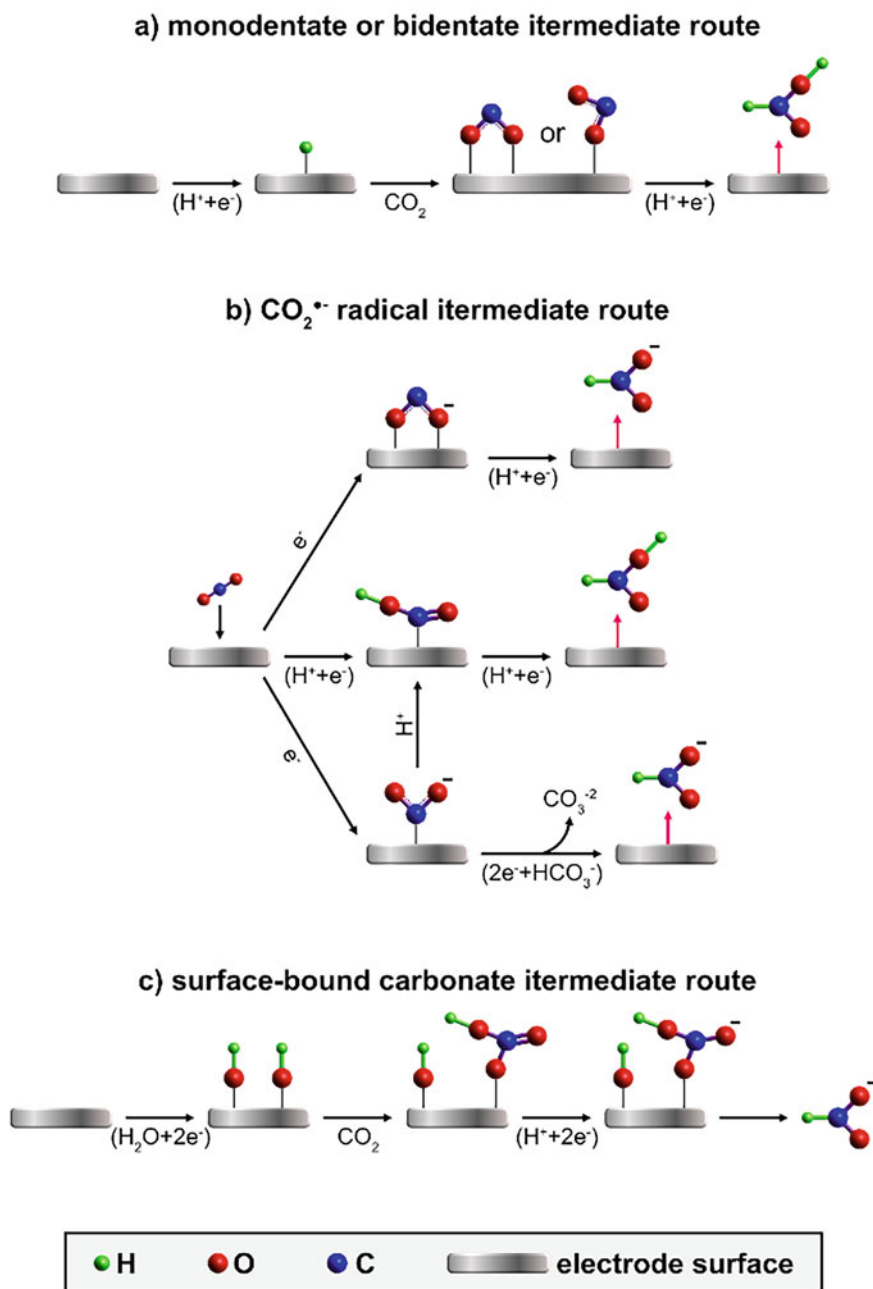 a) monodentate or bidentate itermediate route
or
(H⁺+e⁻)
CO₂
(H⁺+e⁻)
b) CO₂•⁻ radical itermediate route
−
−
(H⁺+e⁻)
e⁻
(H⁺+e⁻)
(H⁺+e⁻)
e⁻
H⁺
−
−
CO₃⁻²
(2e⁻+HCO₃⁻)
c) surface-bound carbonate itermediate route
−
−
(H₂O+2e⁻)
CO₂
(H⁺+2e⁻)
H O C electrode surface